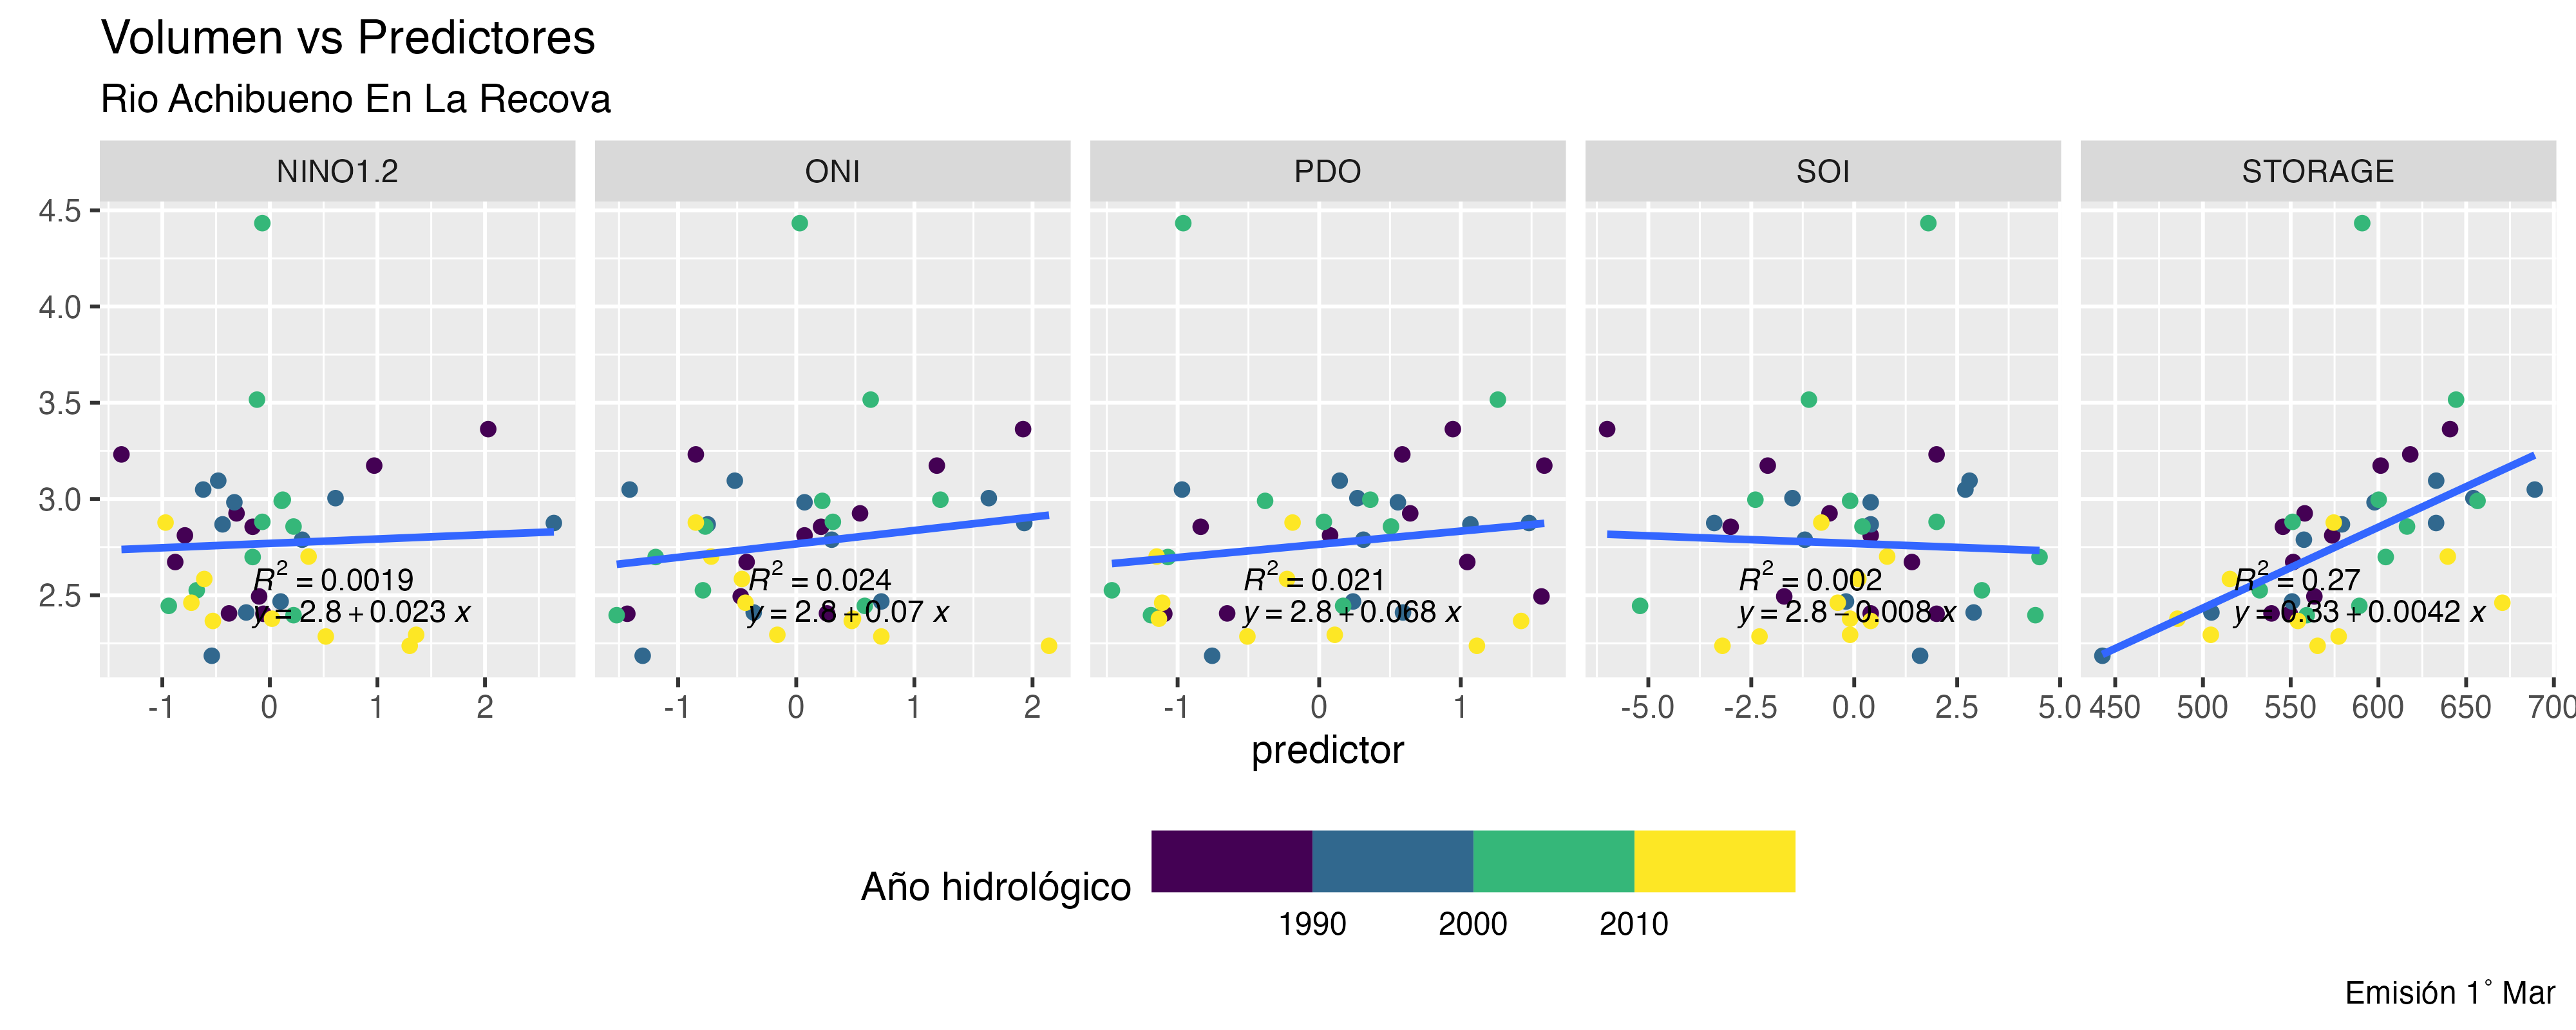 Volumen vs Predictores
Rio Achibueno En La Recova
NINO1.2 ONI PDO SOI STORAGE
4.5
4.0
3.5
3.0
2.5
R² = 0.0019 R² = 0.024 R² = 0.021 R² = 0.002 R² = 0.27
y = 2.8 + 0.023 x y = 2.8 + 0.07 x y = 2.8 + 0.068 x y = 2.8 − 0.008 x y = 0.33 + 0.0042 x
-1 0 1 2 -1 0 1 2 -1 0 1 -5.0 -2.5 0.0 2.5 5.0 450 500 550 600 650 700
predictor
Año hidrológico
1990 2000 2010
Emisión 1° Mar